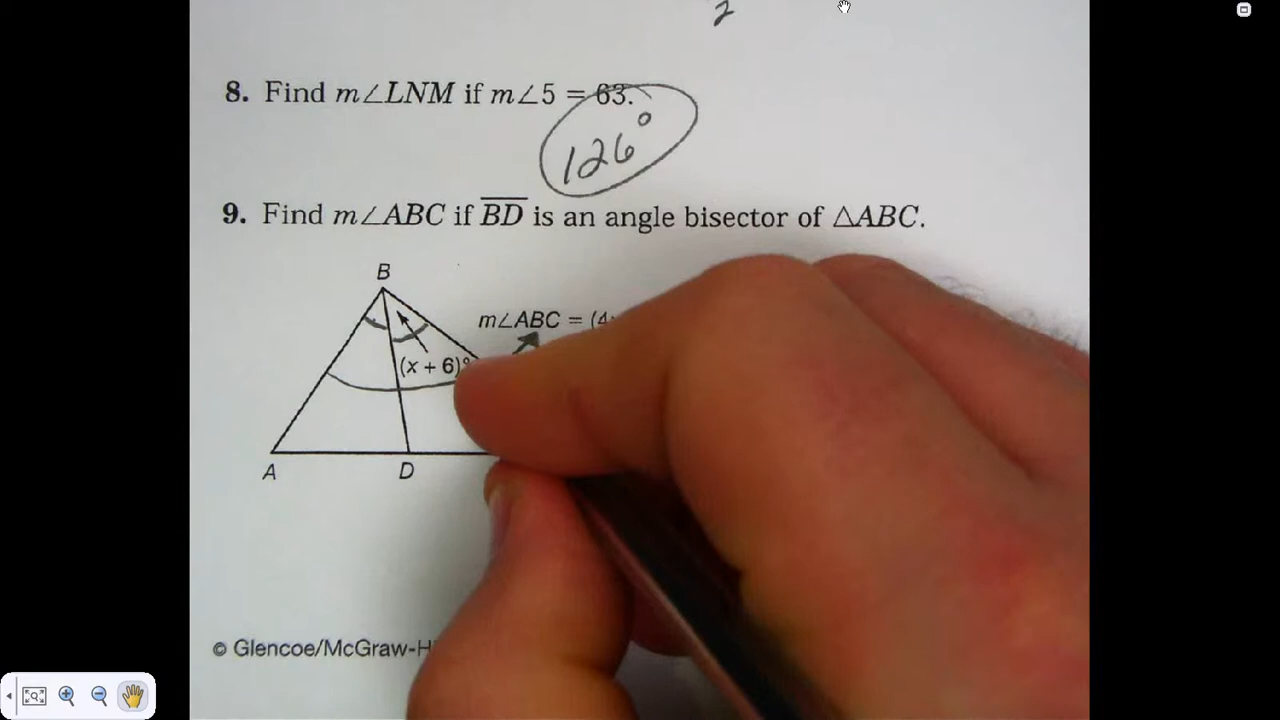 2
8. Find m∠LNM if m∠5 = 63.
126°
9. Find m∠ABC if BD is an angle bisector of △ABC.
B
m∠ABC = (4
(x + 6)°
A
D
© Glencoe/McGraw-H